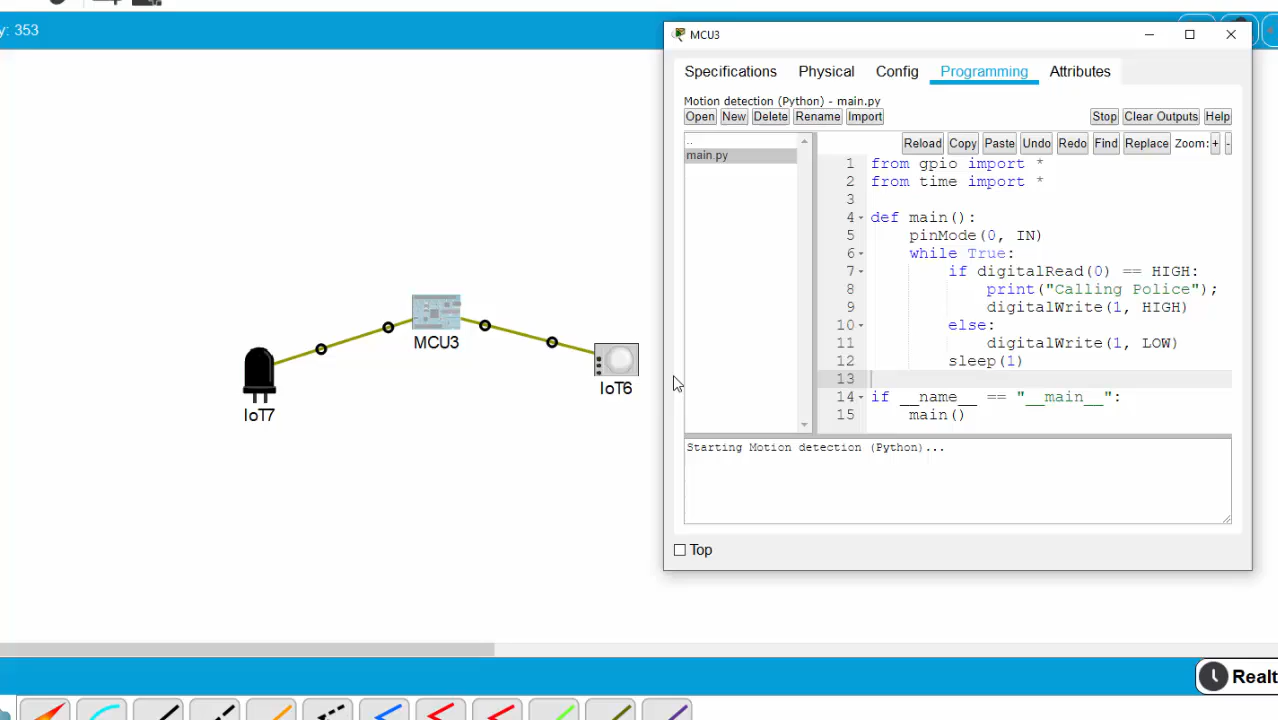 y: 353
MCU3
Specifications Physical Config Programming Attributes
Motion detection (Python) - main.py
Open New Delete Rename Import Stop Clear Outputs Help
..
main.py
Reload Copy Paste Undo Redo Find Replace Zoom: + -
1 from gpio import *
2 from time import *
3
4 def main():
5 pinMode(0, IN)
6 while True:
7 if digitalRead(0) == HIGH:
8 print("Calling Police");
9 digitalWrite(1, HIGH)
10 else:
11 digitalWrite(1, LOW)
12 sleep(1)
13
14 if __name__ == "__main__":
15 main()
Starting Motion detection (Python)...
Top
MCU3
IoT6
IoT7
Realt